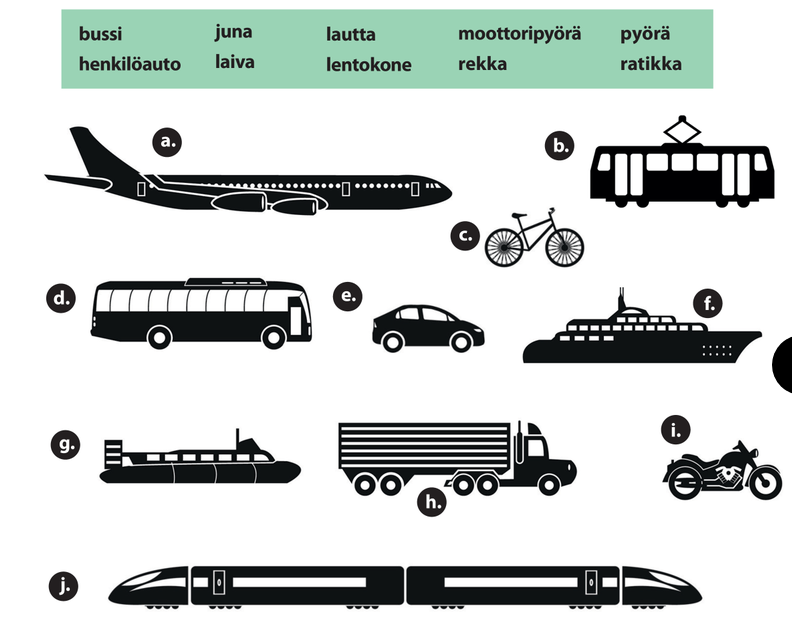 bussi juna lautta moottoripyörä pyörä
henkilöauto laiva lentokone rekka ratikka
a.
b.
c.
d.
e.
f.
g.
h.
i.
j.